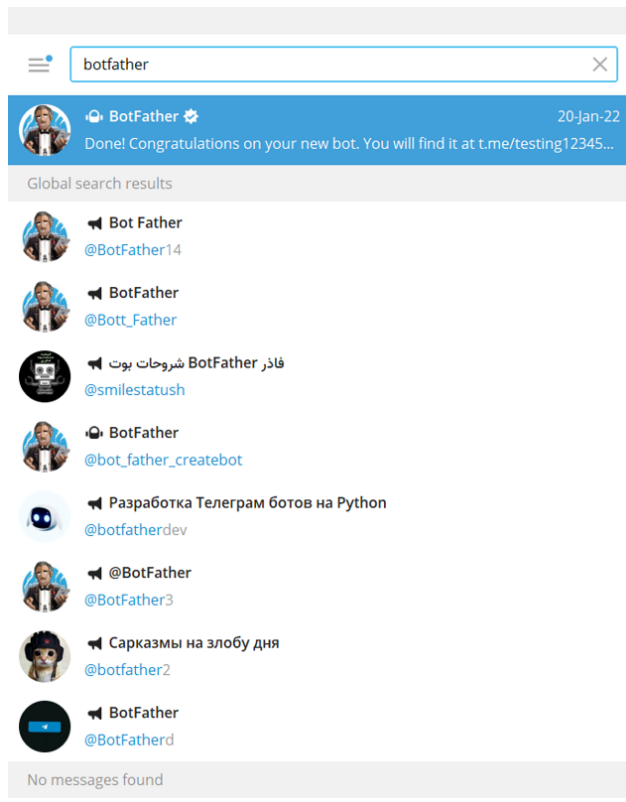 botfather
BotFather
20-Jan-22
Done! Congratulations on your new bot. You will find it at t.me/testing12345...
Global search results
Bot Father
@BotFather14
BotFather
@Bott_Father
فاذر BotFather شروحات بوت
@smilestatush
BotFather
@bot_father_createbot
Разработка Телеграм ботов на Python
@botfatherdev
@BotFather
@BotFather3
Сарказмы на злобу дня
@botfather2
BotFather
@BotFatherd
No messages found